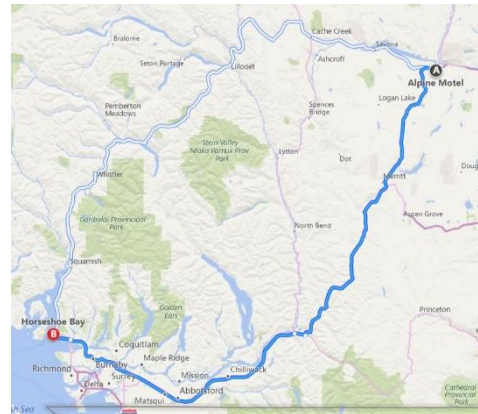 Bralorne
Cache Creek
Savona
Seton Portage
Lillooet
Ashcroft
A
Alpine Motel
Logan Lake
Pemberton
Meadows
Spences
Bridge
Stein Valley
Nlaka Pamux Prov
Park
Lytton
Dot
Whistler
Merritt
Aspen Grove
Garibaldi Provincial
Park
North Bend
Squamish
Golden
Ears
Princeton
Horseshoe Bay
B
Coquitlam
Burnaby
Maple Ridge
Richmond
Surrey
Mission
Chilliwack
Delta
Abbotsford
Matsqui
Cathedral
Provincial
Park
sh Sea